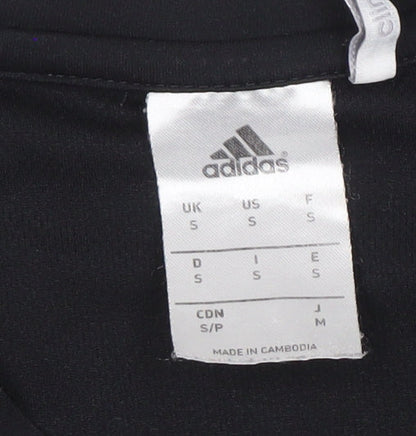 adidas
UK US F
S S S
D I E
S S S
CDN J
S/P M
MADE IN CAMBODIA